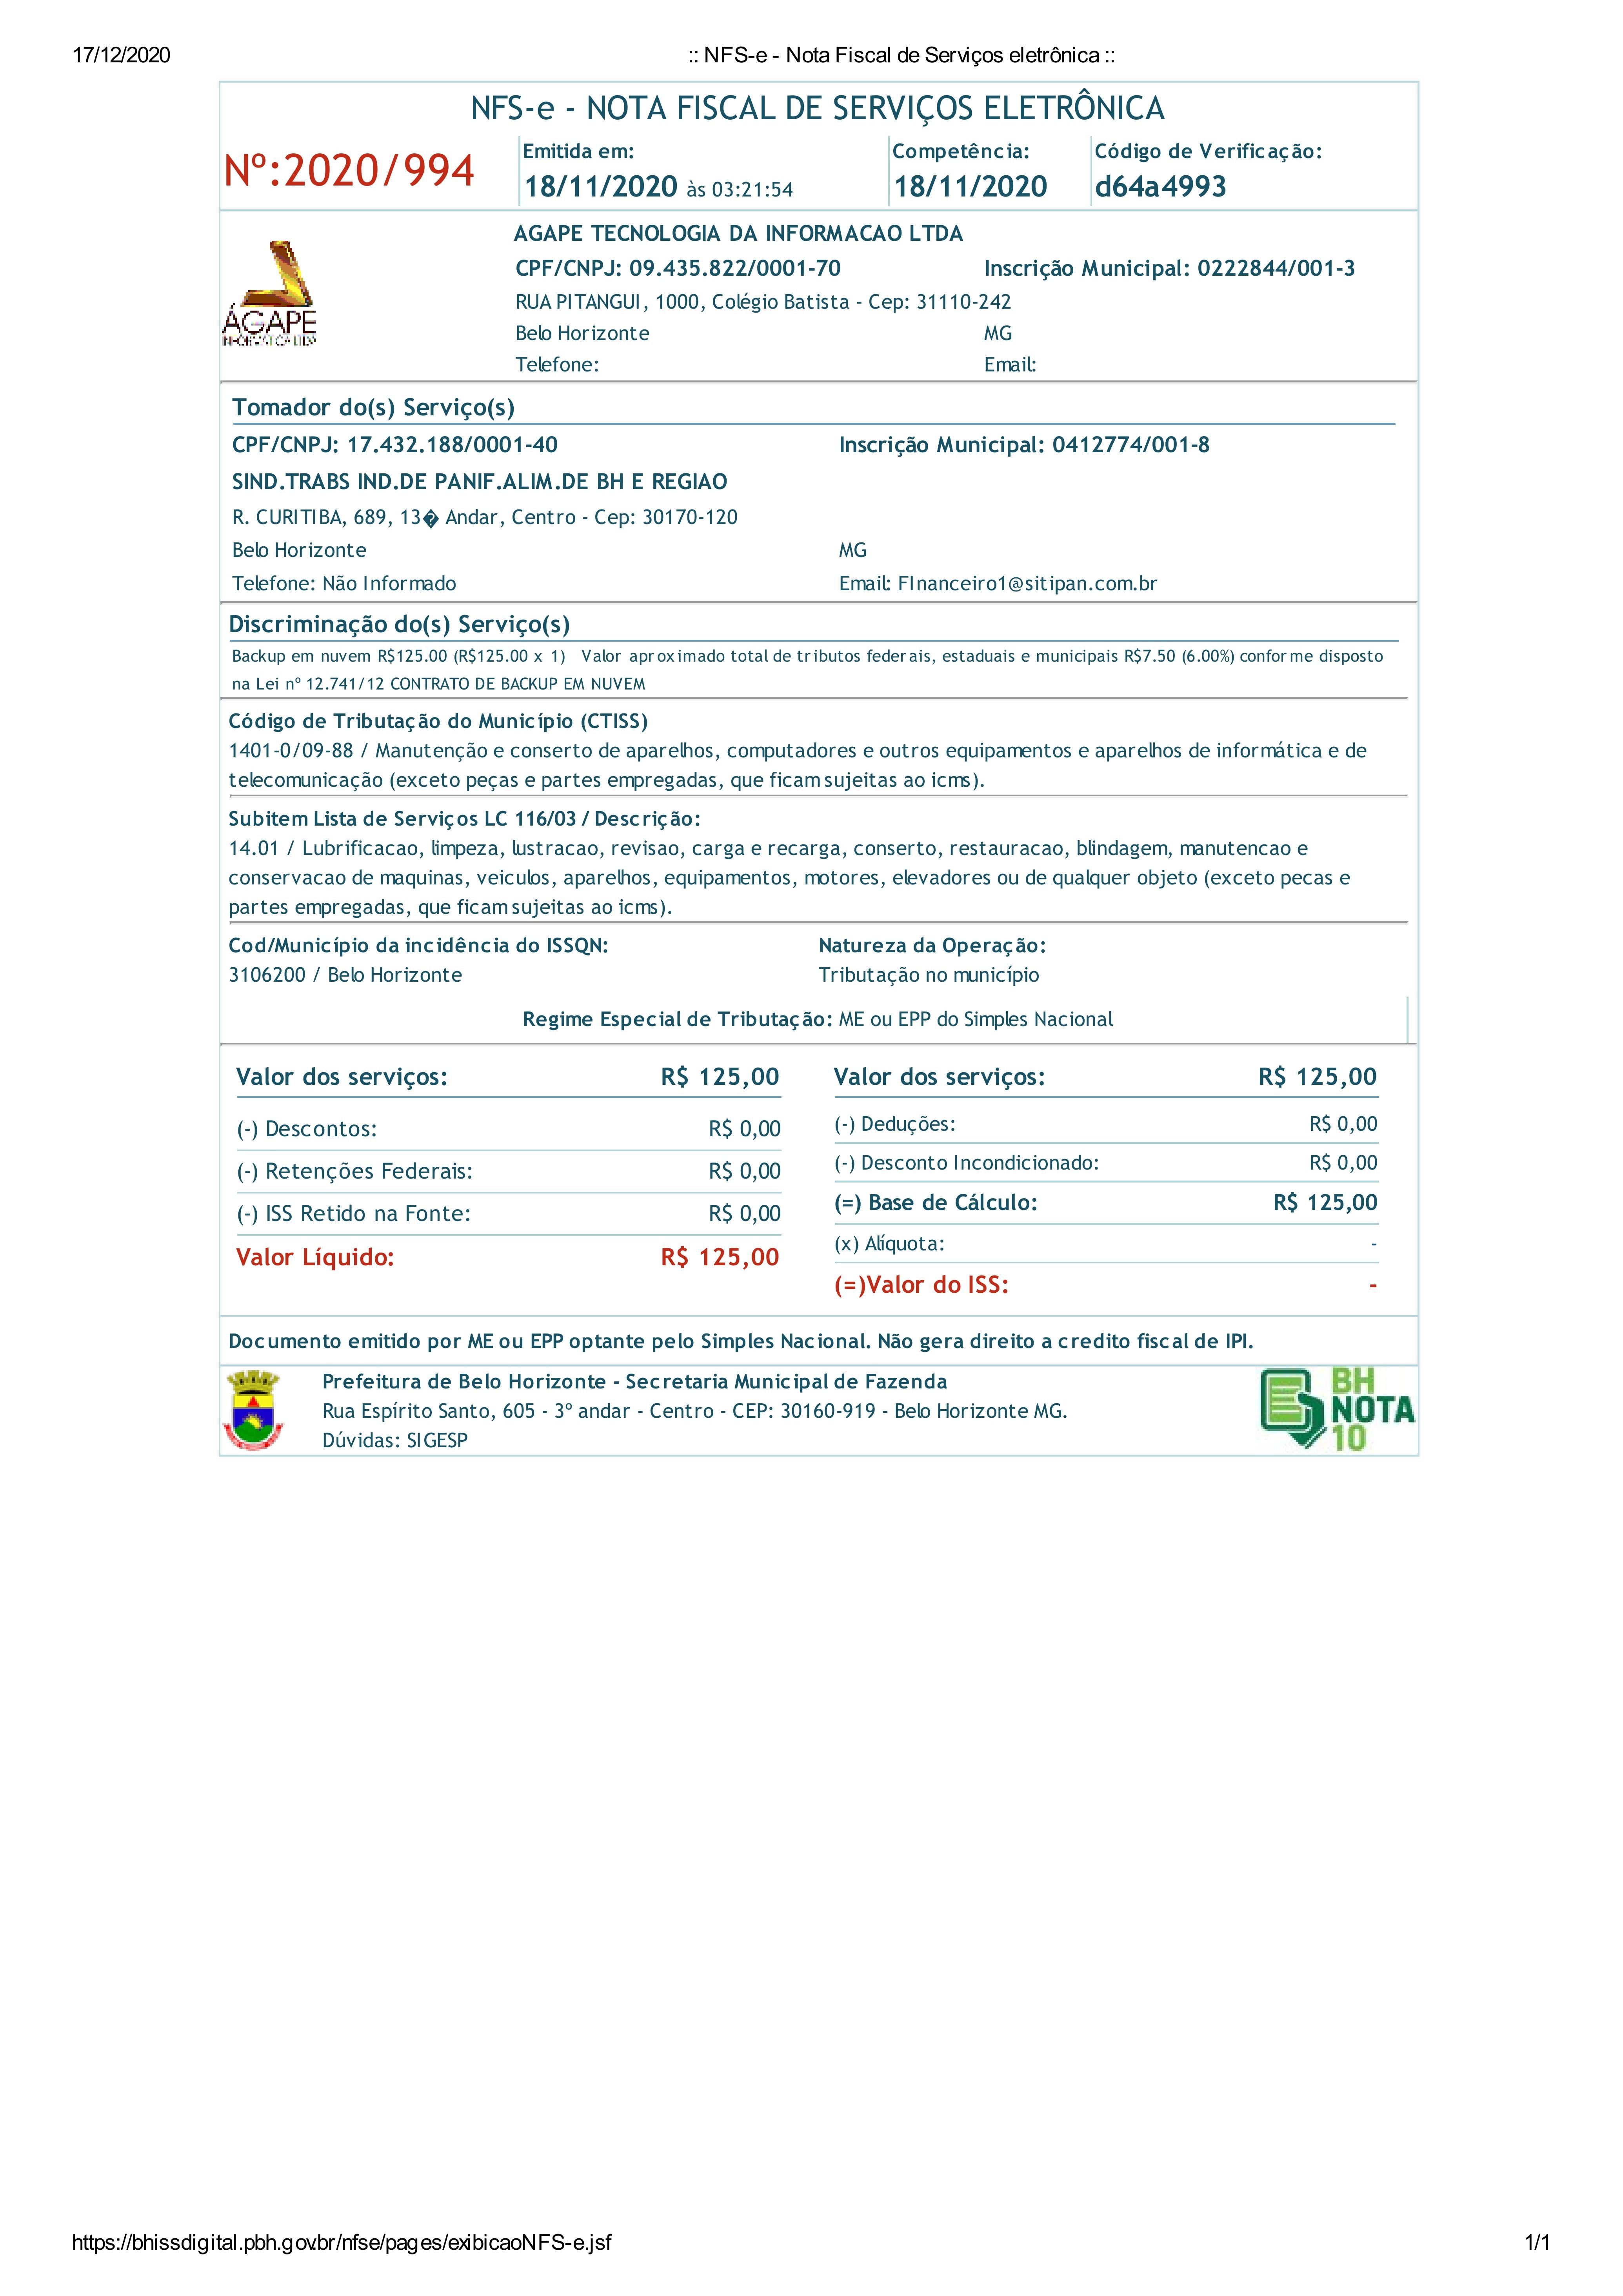 17/12/2020
:: NFS-e - Nota Fiscal de Serviços eletrônica ::
NFS-e - NOTA FISCAL DE SERVIÇOS ELETRÔNICA
Nº:2020/994
Emitida em:
18/11/2020 às 03:21:54
Competência:
18/11/2020
Código de Verificação:
d64a4993
AGAPE
AGAPE TECNOLOGIA DA INFORMACAO LTDA
CPF/CNPJ: 09.435.822/0001-70
Inscrição Municipal: 0222844/001-3
RUA PITANGUI, 1000, Colégio Batista - Cep: 31110-242
Belo Horizonte
MG
Telefone:
Email:
Tomador do(s) Serviço(s)
CPF/CNPJ: 17.432.188/0001-40
Inscrição Municipal: 0412774/001-8
SIND.TRABS IND.DE PANIF.ALIM.DE BH E REGIAO
R. CURITIBA, 689, 13� Andar, Centro - Cep: 30170-120
Belo Horizonte
MG
Telefone: Não Informado
Email: FInanceiro1@sitipan.com.br
Discriminação do(s) Serviço(s)
Backup em nuvem R$125.00 (R$125.00 x 1) Valor aproximado total de tributos federais, estaduais e municipais R$7.50 (6.00%) conforme disposto
na Lei nº 12.741/12 CONTRATO DE BACKUP EM NUVEM
Código de Tributação do Município (CTISS)
1401-0/09-88 / Manutenção e conserto de aparelhos, computadores e outros equipamentos e aparelhos de informática e de
telecomunicação (exceto peças e partes empregadas, que ficam sujeitas ao icms).
Subitem Lista de Serviços LC 116/03 / Descrição:
14.01 / Lubrificacao, limpeza, lustracao, revisao, carga e recarga, conserto, restauracao, blindagem, manutencao e
conservacao de maquinas, veiculos, aparelhos, equipamentos, motores, elevadores ou de qualquer objeto (exceto pecas e
partes empregadas, que ficam sujeitas ao icms).
Cod/Município da incidência do ISSQN:
3106200 / Belo Horizonte
Natureza da Operação:
Tributação no município
Regime Especial de Tributação: ME ou EPP do Simples Nacional
Valor dos serviços: R$ 125,00
(-) Descontos: R$ 0,00
(-) Retenções Federais: R$ 0,00
(-) ISS Retido na Fonte: R$ 0,00
Valor Líquido: R$ 125,00
Valor dos serviços: R$ 125,00
(-) Deduções: R$ 0,00
(-) Desconto Incondicionado: R$ 0,00
(=) Base de Cálculo: R$ 125,00
(x) Alíquota: -
(=)Valor do ISS: -
Documento emitido por ME ou EPP optante pelo Simples Nacional. Não gera direito a credito fiscal de IPI.
Prefeitura de Belo Horizonte - Secretaria Municipal de Fazenda
Rua Espírito Santo, 605 - 3º andar - Centro - CEP: 30160-919 - Belo Horizonte MG.
Dúvidas: SIGESP
BH
NOTA
10
https://bhissdigital.pbh.gov.br/nfse/pages/exibicaoNFS-e.jsf
1/1